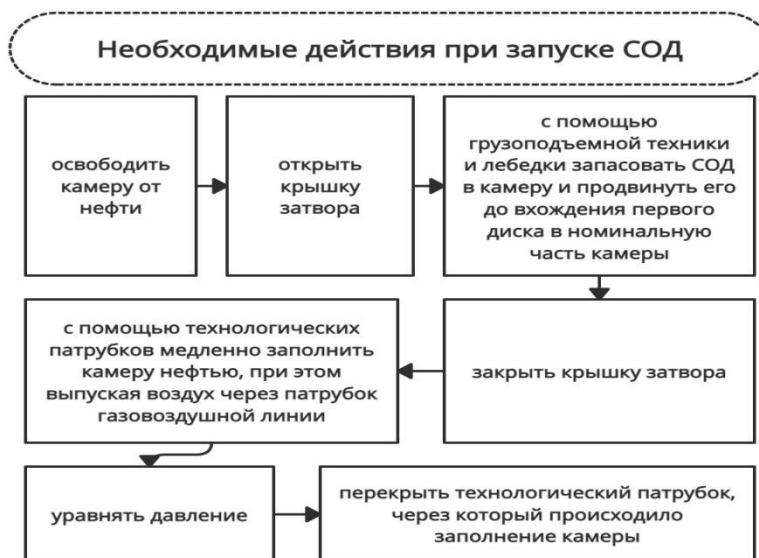 Необходимые действия при запуске СОД
освободить
камеру от
нефти
открыть
крышку
затвора
с помощью
грузоподъемной техники
и лебедки запасовать СОД
в камеру и продвинуть его
до вхождения первого
диска в номинальную
часть камеры
закрыть крышку затвора
с помощью технологических
патрубков медленно заполнить
камеру нефтью, при этом
выпуская воздух через патрубок
газовоздушной линии
уравнять давление
перекрыть технологический патрубок,
через который происходило
заполнение камеры